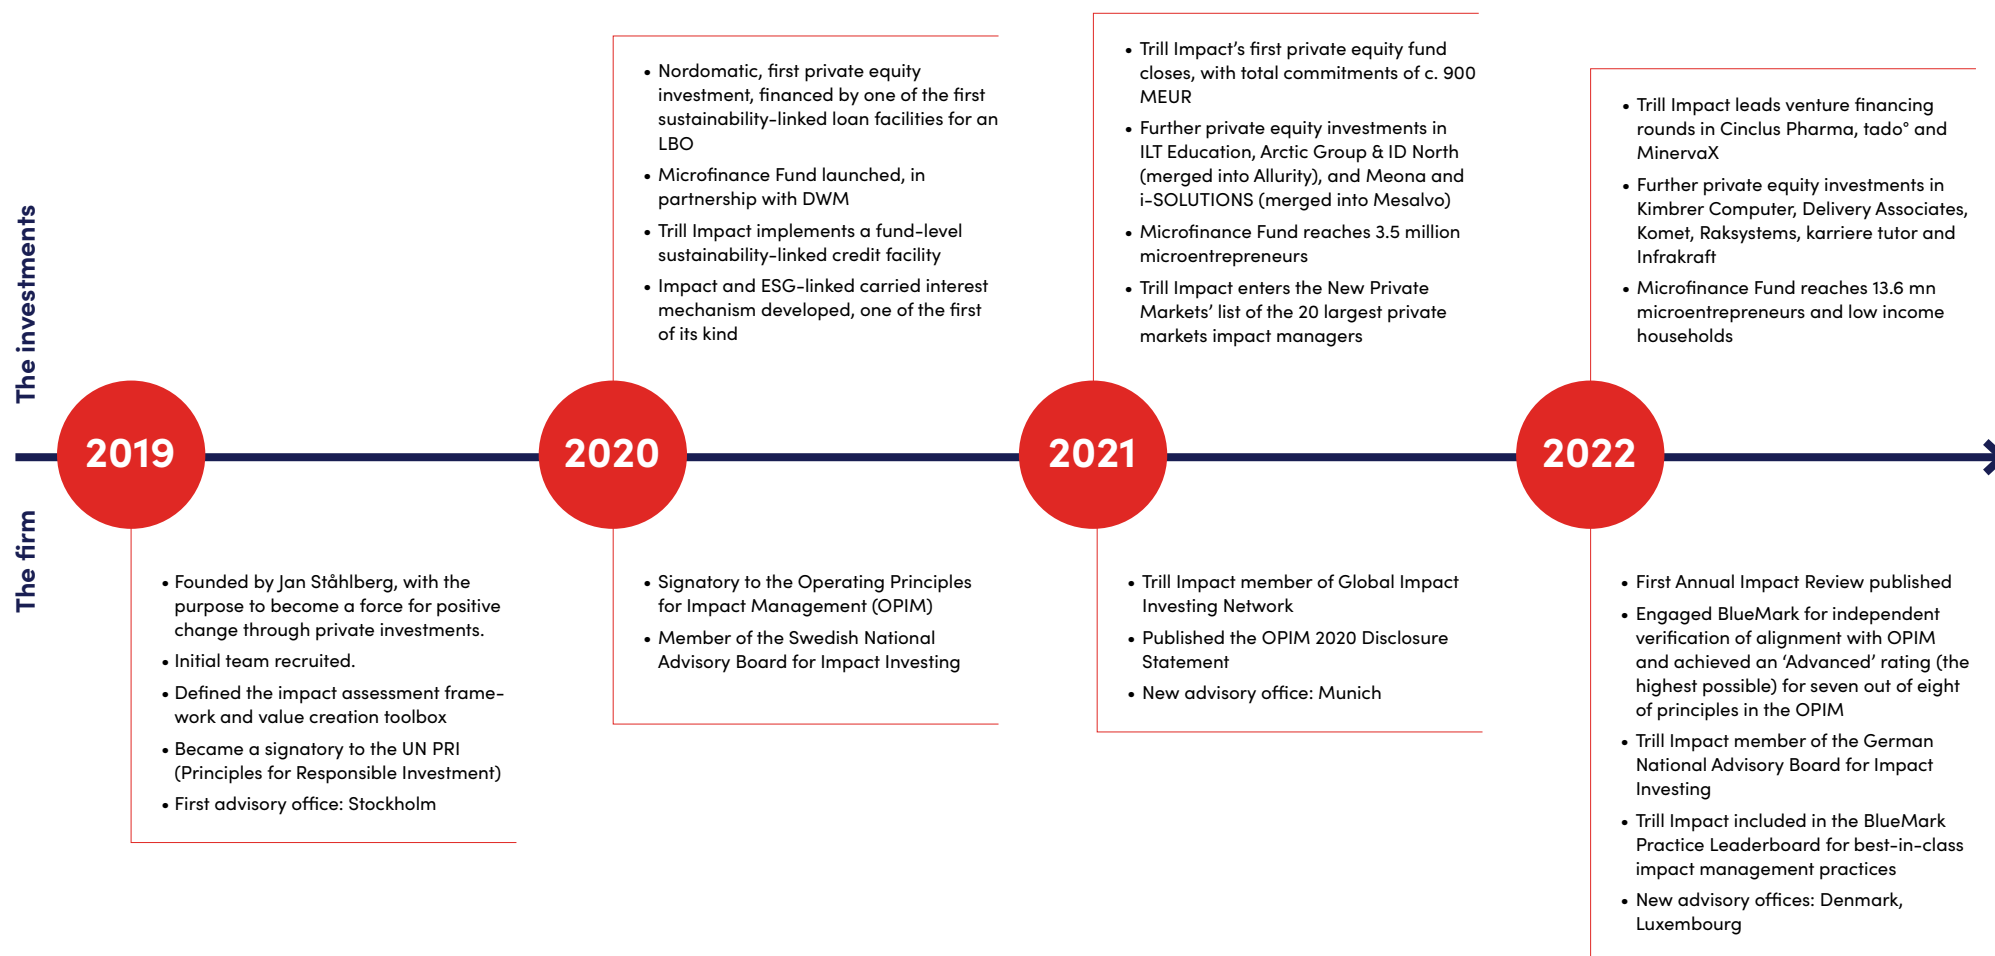 The investments
• Nordomatic, first private equity
investment, financed by one of the first
sustainability-linked loan facilities for an
LBO
• Microfinance Fund launched, in
partnership with DWM
• Trill Impact implements a fund-level
sustainability-linked credit facility
• Impact and ESG-linked carried interest
mechanism developed, one of the first
of its kind
• Trill Impact’s first private equity fund
closes, with total commitments of c. 900
MEUR
• Further private equity investments in
ILT Education, Arctic Group & ID North
(merged into Allurity), and Meona and
i-SOLUTIONS (merged into Mesalvo)
• Microfinance Fund reaches 3.5 million
microentrepreneurs
• Trill Impact enters the New Private
Markets’ list of the 20 largest private
markets impact managers
• Trill Impact leads venture financing
rounds in Cinclus Pharma, tado° and
MinervaX
• Further private equity investments in
Kimbrer Computer, Delivery Associates,
Komet, Raksystems, karriere tutor and
Infrakraft
• Microfinance Fund reaches 13.6 mn
microentrepreneurs and low income
households
2019
2020
2021
2022
The firm
• Founded by Jan Ståhlberg, with the
purpose to become a force for positive
change through private investments.
• Initial team recruited.
• Defined the impact assessment frame-
work and value creation toolbox
• Became a signatory to the UN PRI
(Principles for Responsible Investment)
• First advisory office: Stockholm
• Signatory to the Operating Principles
for Impact Management (OPIM)
• Member of the Swedish National
Advisory Board for Impact Investing
• Trill Impact member of Global Impact
Investing Network
• Published the OPIM 2020 Disclosure
Statement
• New advisory office: Munich
• First Annual Impact Review published
• Engaged BlueMark for independent
verification of alignment with OPIM
and achieved an ‘Advanced’ rating (the
highest possible) for seven out of eight
of principles in the OPIM
• Trill Impact member of the German
National Advisory Board for Impact
Investing
• Trill Impact included in the BlueMark
Practice Leaderboard for best-in-class
impact management practices
• New advisory offices: Denmark,
Luxembourg